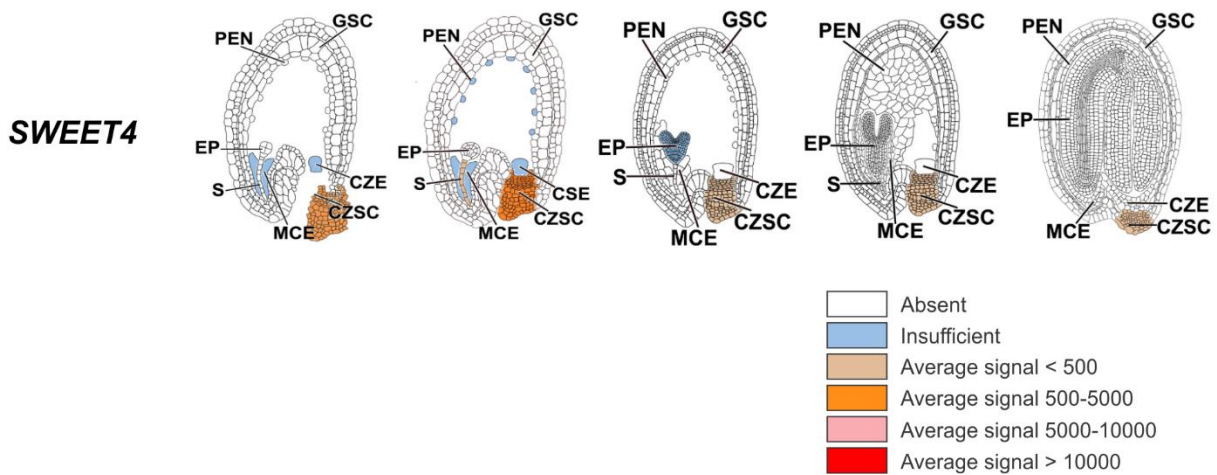 SWEET4
PEN
GSC
EP
S
MCE
CZE
CZSC
PEN
GSC
EP
S
MCE
CSE
CZSC
PEN
GSC
EP
S
MCE
CZE
CZSC
PEN
GSC
EP
S
MCE
CZE
CZSC
PEN
GSC
EP
MCE
CZE
CZSC
Absent
Insufficient
Average signal < 500
Average signal 500-5000
Average signal 5000-10000
Average signal > 10000